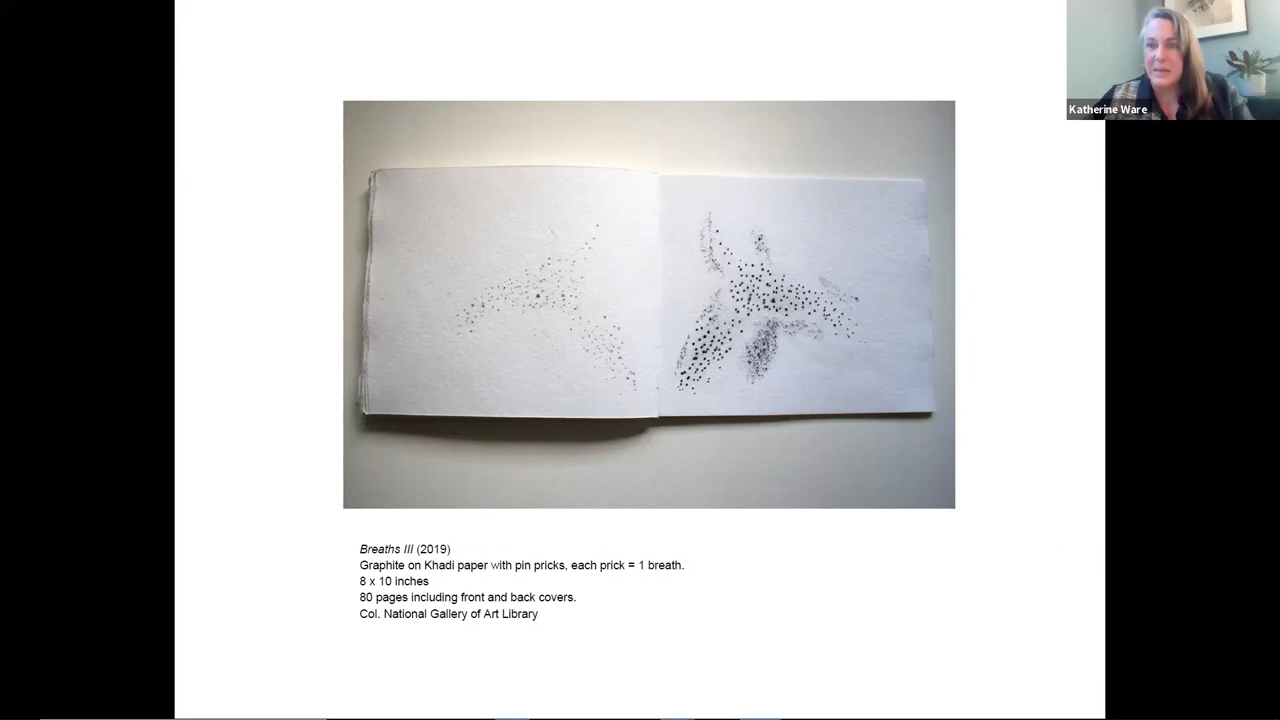 Katherine Ware
Breaths III (2019)
Graphite on Khadi paper with pin pricks, each prick = 1 breath.
8 x 10 inches
80 pages including front and back covers.
Col. National Gallery of Art Library